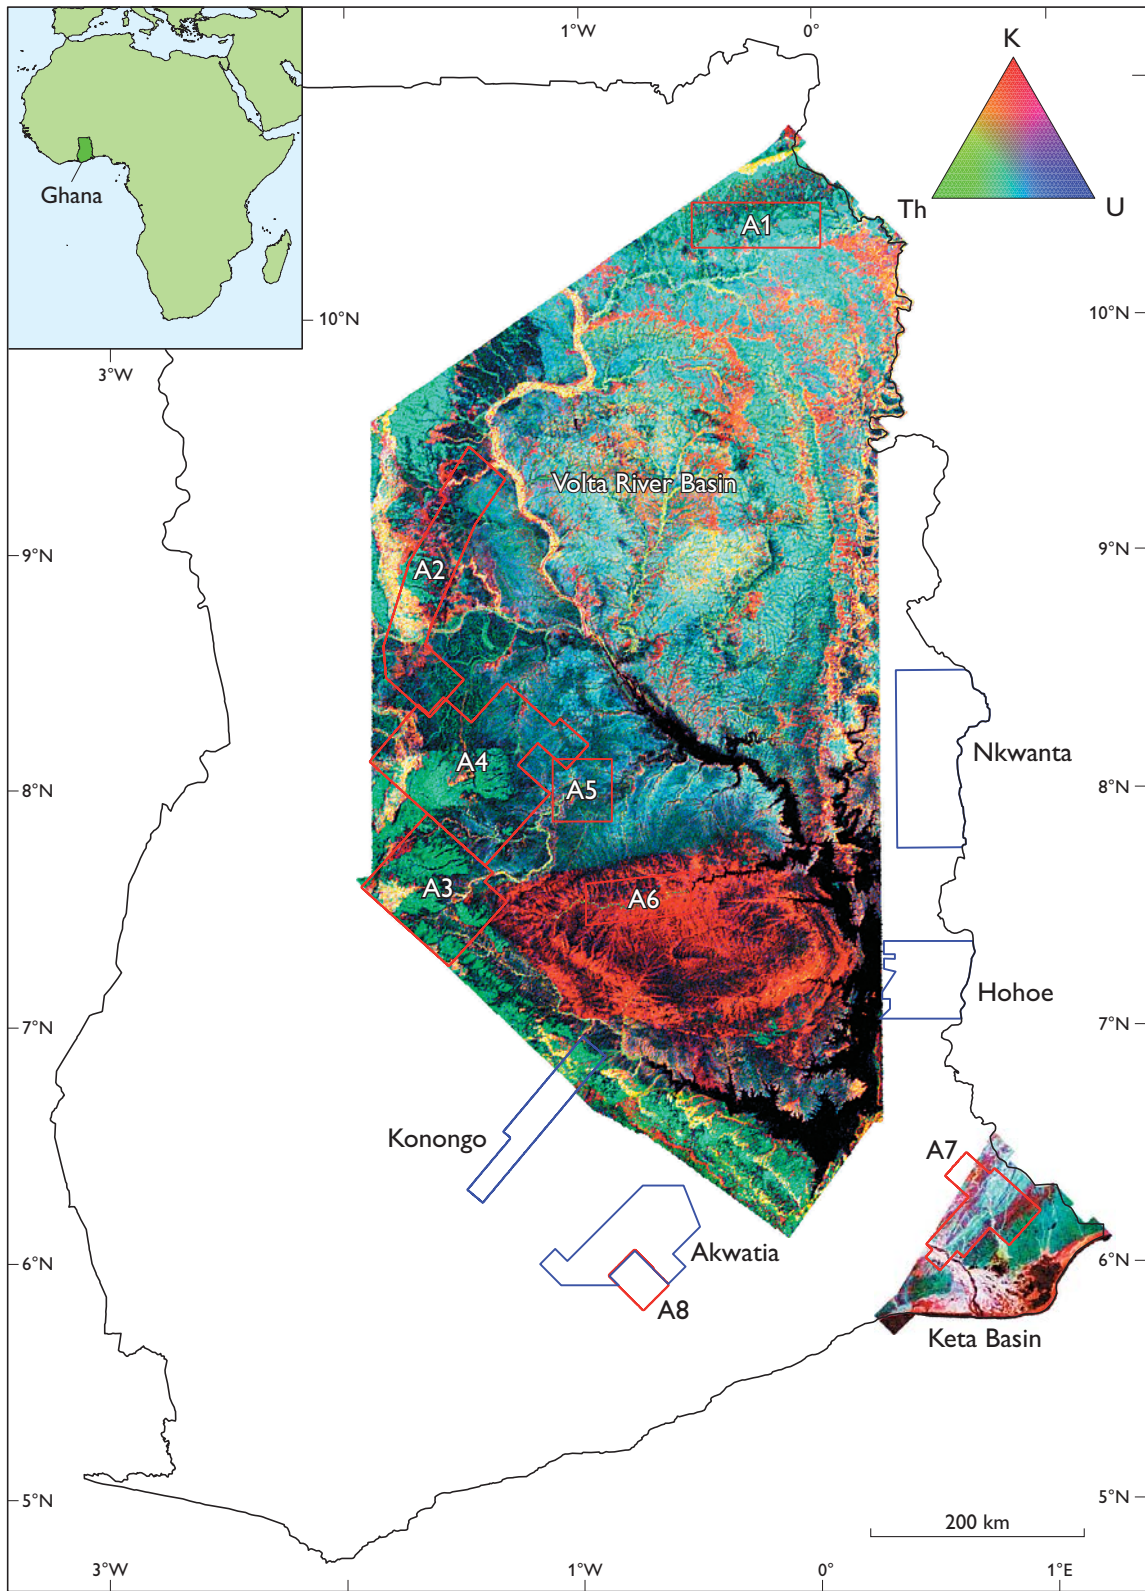 1°W
0°
K
Th
U
Ghana
A1
10°N
10°N
3°W
Volta River Basin
9°N
9°N
A2
Nkwanta
A4
8°N
A5
8°N
A3
A6
Hohoe
7°N
7°N
Konongo
A7
Akwatia
6°N
6°N
A8
Keta Basin
5°N
5°N
200 km
3°W
1°W
0°
1°E